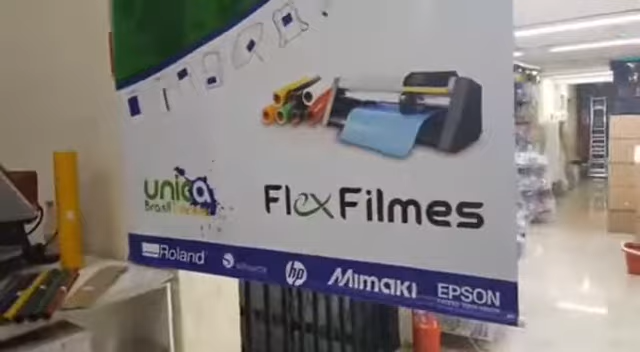 unica
Brasil
FlexFilmes
Roland
hp
Mimaki
EPSON